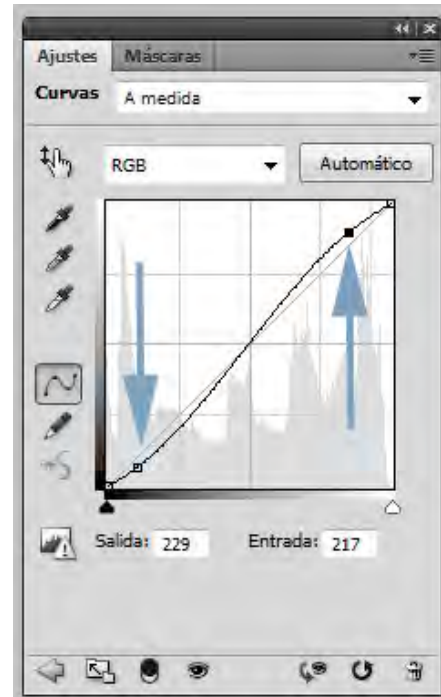 Ajustes Máscaras
Curvas A medida
RGB Automático
Salida: 229 Entrada: 217